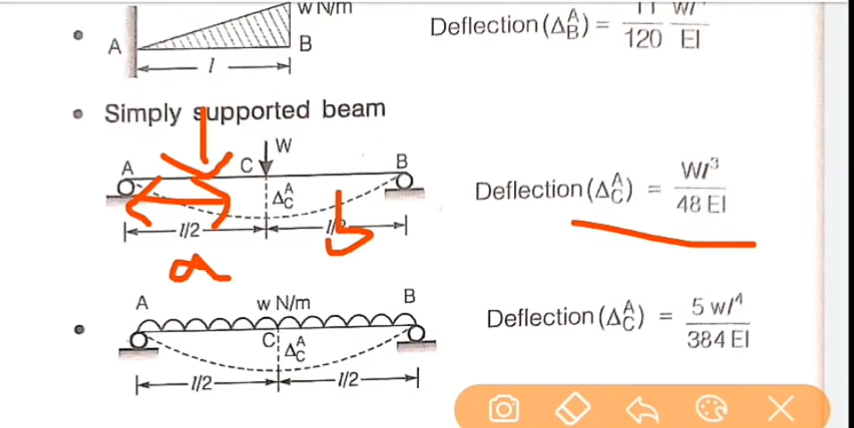 w N/m
A
B
l
Deflection (Δ_B^A) = 11 wl / 120 EI
• Simply supported beam
W
A
C
B
Δ_C^A
l/2
a
b
Deflection (Δ_C^A) = Wl³ / 48 EI
A
w N/m
B
C
Δ_C^A
l/2
l/2
Deflection (Δ_C^A) = 5 wl⁴ / 384 EI